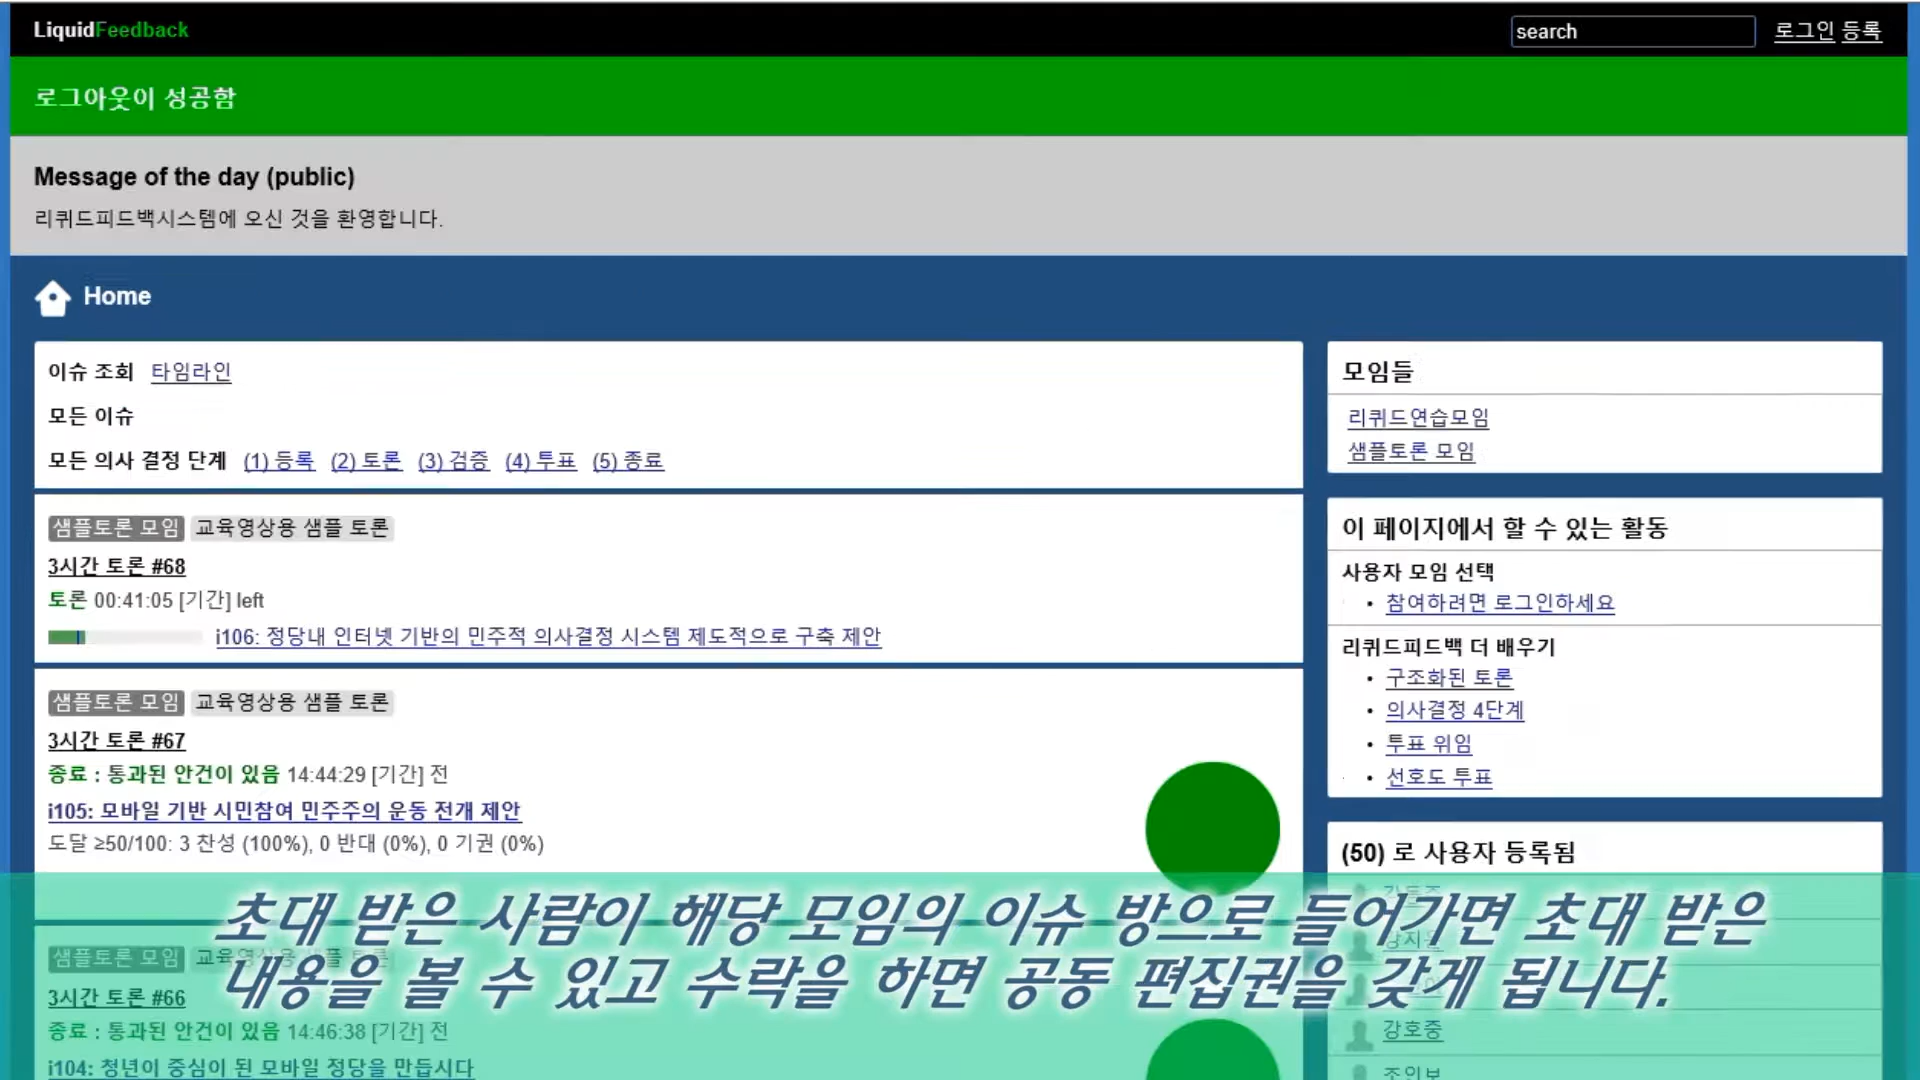 LiquidFeedback
search
로그인 등록
로그아웃이 성공함
Message of the day (public)
리퀴드피드백시스템에 오신 것을 환영합니다.
Home
이슈 조회 타임라인
모든 이슈
모든 의사 결정 단계 (1) 등록 (2) 토론 (3) 검증 (4) 투표 (5) 종료
샘플토론 모임 교육영상용 샘플 토론
3시간 토론 #68
토론 00:41:05 [기간] left
i106: 정당내 인터넷 기반의 민주적 의사결정 시스템 제도적으로 구축 제안
샘플토론 모임 교육영상용 샘플 토론
3시간 토론 #67
종료 : 통과된 안건이 있음 14:44:29 [기간] 전
i105: 모바일 기반 시민참여 민주주의 운동 전개 제안
도달 ≥50/100: 3 찬성 (100%), 0 반대 (0%), 0 기권 (0%)
샘플토론 모임 교육영상용 샘플 토론
3시간 토론 #66
종료 : 통과된 안건이 있음 14:46:38 [기간] 전
i104: 청년이 중심이 된 모바일 정당을 만듭시다
모임들
리퀴드연습모임
샘플토론 모임
이 페이지에서 할 수 있는 활동
사용자 모임 선택
• 참여하려면 로그인하세요
리퀴드피드백 더 배우기
• 구조화된 토론
• 의사결정 4단계
• 투표 위임
• 선호도 투표
(50) 로 사용자 등록됨
강호중
초대 받은 사람이 해당 모임의 이슈 방으로 들어가면 초대 받은
내용을 볼 수 있고 수락을 하면 공동 편집권을 갖게 됩니다.